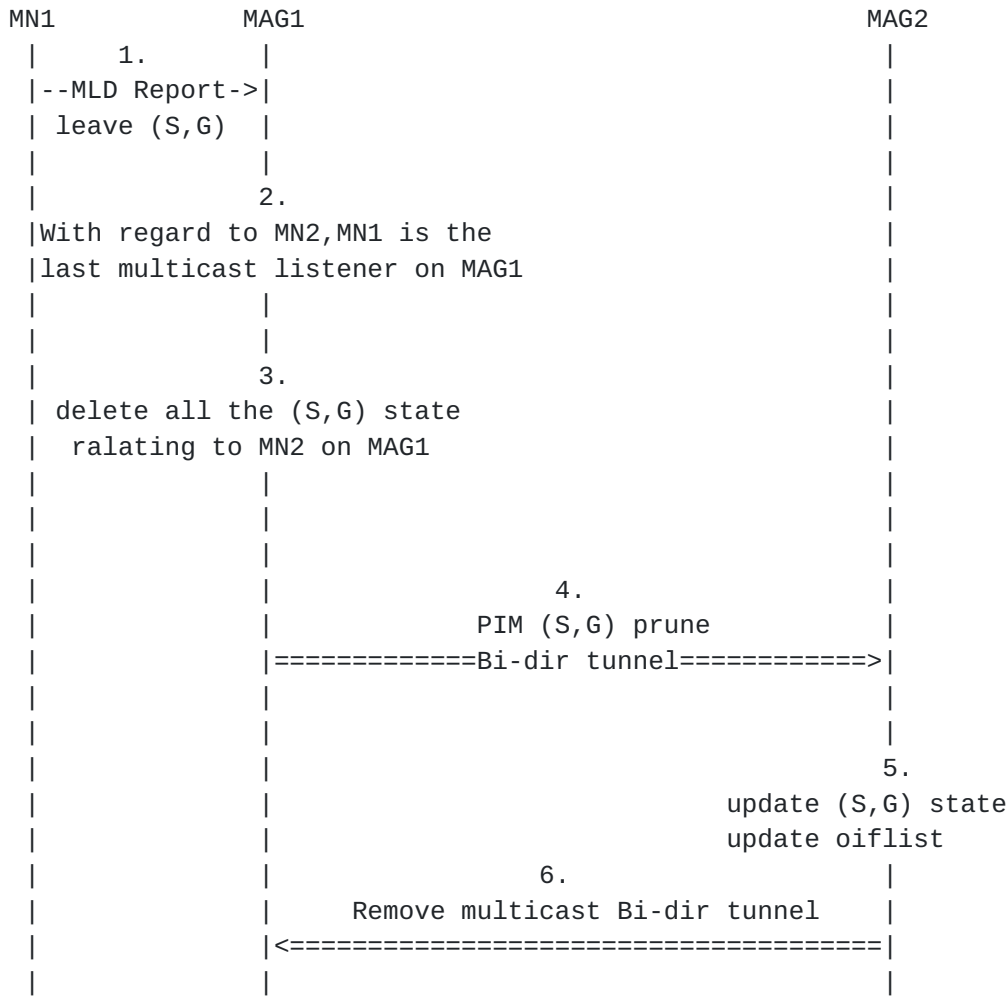 MN1 MAG1 MAG2
1.
--MLD Report->
leave (S,G)
2.
With regard to MN2,MN1 is the
last multicast listener on MAG1
3.
delete all the (S,G) state
ralating to MN2 on MAG1
4.
PIM (S,G) prune
=============Bi-dir tunnel============>
5.
update (S,G) state
update oiflist
6.
Remove multicast Bi-dir tunnel
<======================================